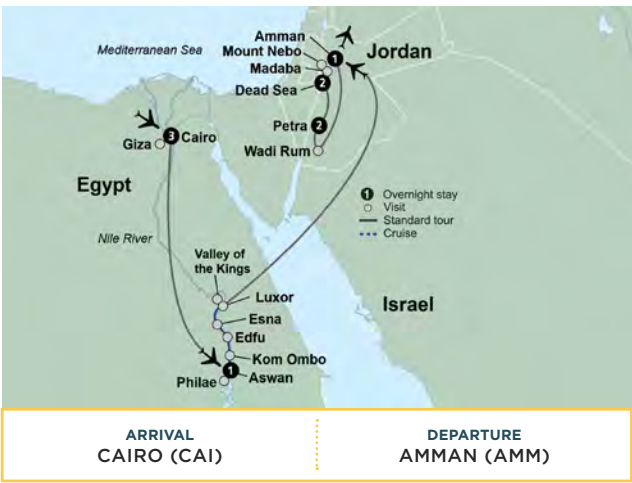 Mediterranean Sea
Amman
Mount Nebo
Madaba
Dead Sea
Jordan
1
2
Petra
2
Wadi Rum
Giza
3
Cairo
Egypt
Nile River
1 Overnight stay
Visit
Standard tour
Cruise
Valley of
the Kings
Luxor
Esna
Edfu
Kom Ombo
1
Aswan
Philae
Israel
ARRIVAL
CAIRO (CAI)
DEPARTURE
AMMAN (AMM)